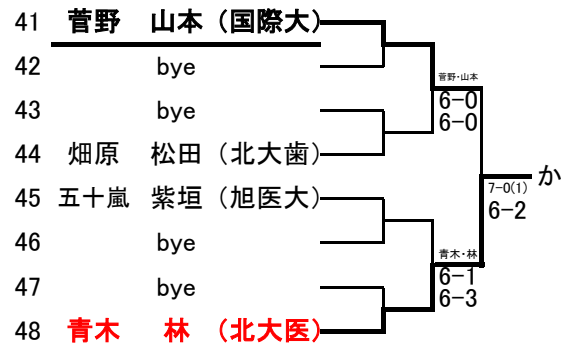 41 菅野 山本（国際大）
42 bye
菅野・山本
6-0
43 bye
6-0
44 畑原 松田（北大歯）
か
7-0(1)
45 五十嵐 紫垣（旭医大）
6-2
46 bye
青木・林
6-1
47 bye
6-3
48 青木 林 （北大医）